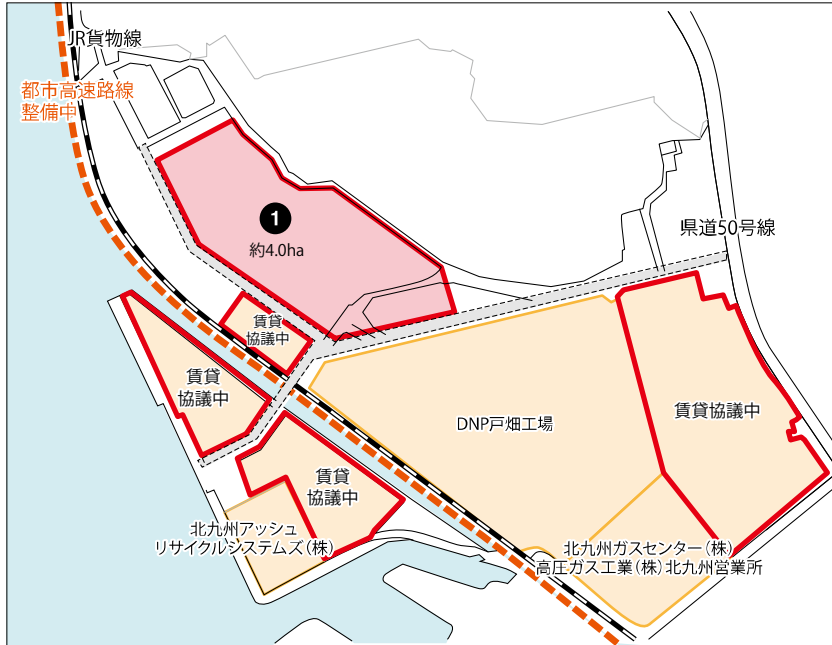 JR貨物線
都市高速路線
整備中
1
約4.0ha
県道50号線
賃貸
協議中
賃貸
協議中
賃貸協議中
DNP戸畑工場
賃貸
協議中
北九州アッシュ
リサイクルシステムズ(株)
北九州ガスセンター(株)
高圧ガス工業(株)北九州営業所